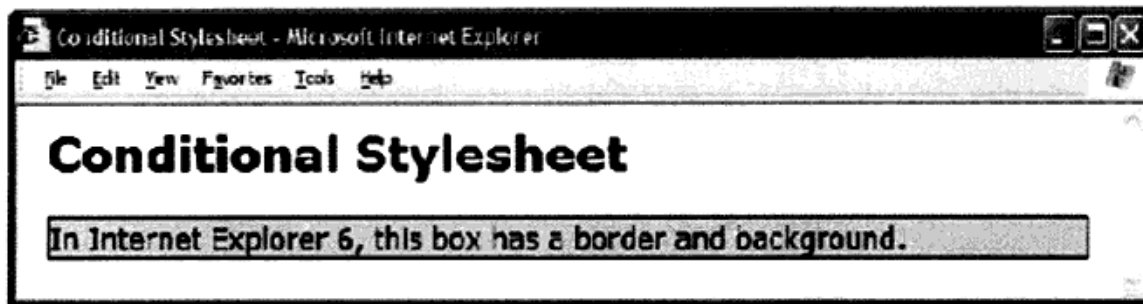 Conditional Stylesheet - Microsoft Internet Explorer
File Edit View Favorites Tools Help
Conditional Stylesheet
In Internet Explorer 6, this box has a border and background.